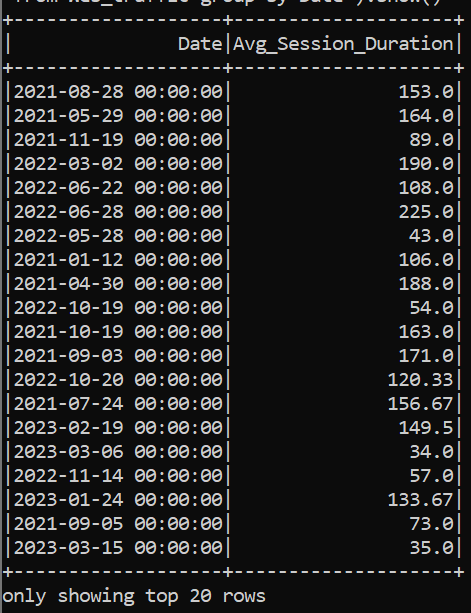 from web_traffic group by Date").show()
+-------------------+--------------------+
|               Date|Avg_Session_Duration|
+-------------------+--------------------+
|2021-08-28 00:00:00|               153.0|
|2021-05-29 00:00:00|               164.0|
|2021-11-19 00:00:00|                89.0|
|2022-03-02 00:00:00|               190.0|
|2022-06-22 00:00:00|               108.0|
|2022-06-28 00:00:00|               225.0|
|2022-05-28 00:00:00|                43.0|
|2021-01-12 00:00:00|               106.0|
|2021-04-30 00:00:00|               188.0|
|2022-10-19 00:00:00|                54.0|
|2021-10-19 00:00:00|               163.0|
|2021-09-03 00:00:00|               171.0|
|2022-10-20 00:00:00|              120.33|
|2021-07-24 00:00:00|              156.67|
|2023-02-19 00:00:00|               149.5|
|2023-03-06 00:00:00|                34.0|
|2022-11-14 00:00:00|                57.0|
|2023-01-24 00:00:00|              133.67|
|2021-09-05 00:00:00|                73.0|
|2023-03-15 00:00:00|                35.0|
+-------------------+--------------------+
only showing top 20 rows